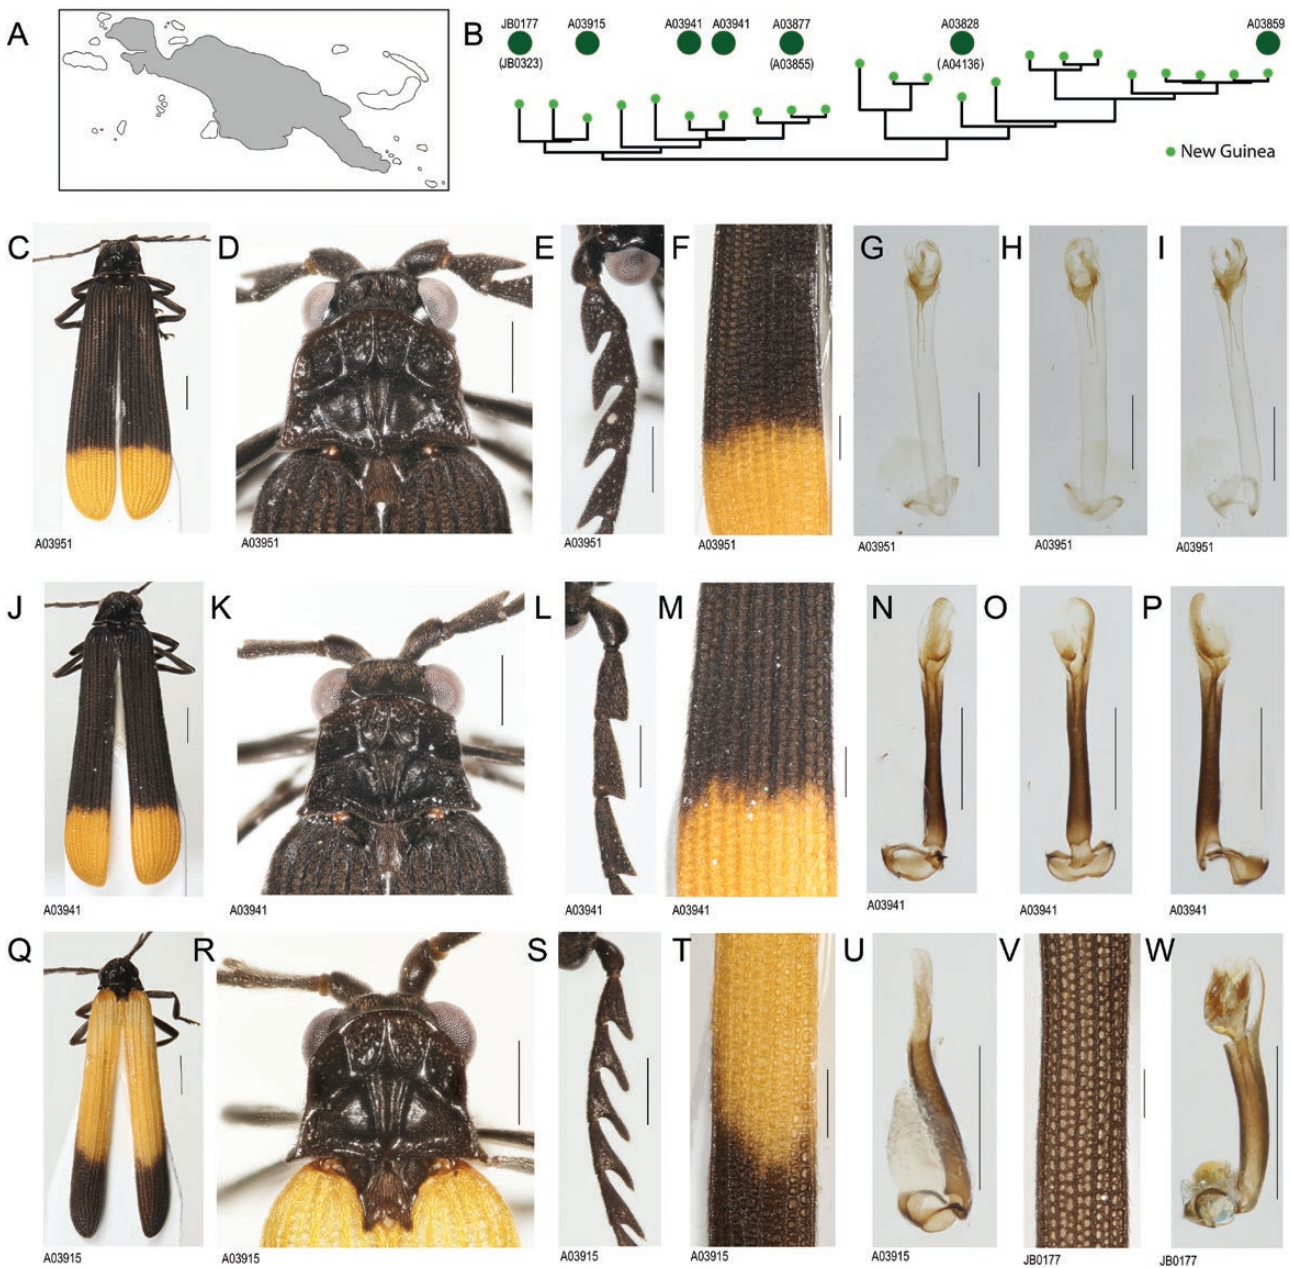 A
B
JB0177 A03915 A03941 A03941 A03877 A03828 A03859
(JB0323) (A03855) (A04136)
New Guinea
C D E F G H I
A03951 A03951 A03951 A03951 A03951 A03951 A03951
J K L M N O P
A03941 A03941 A03941 A03941 A03941 A03941 A03941
Q R S T U V W
A03915 A03915 A03915 A03915 A03915 JB0177 JB0177